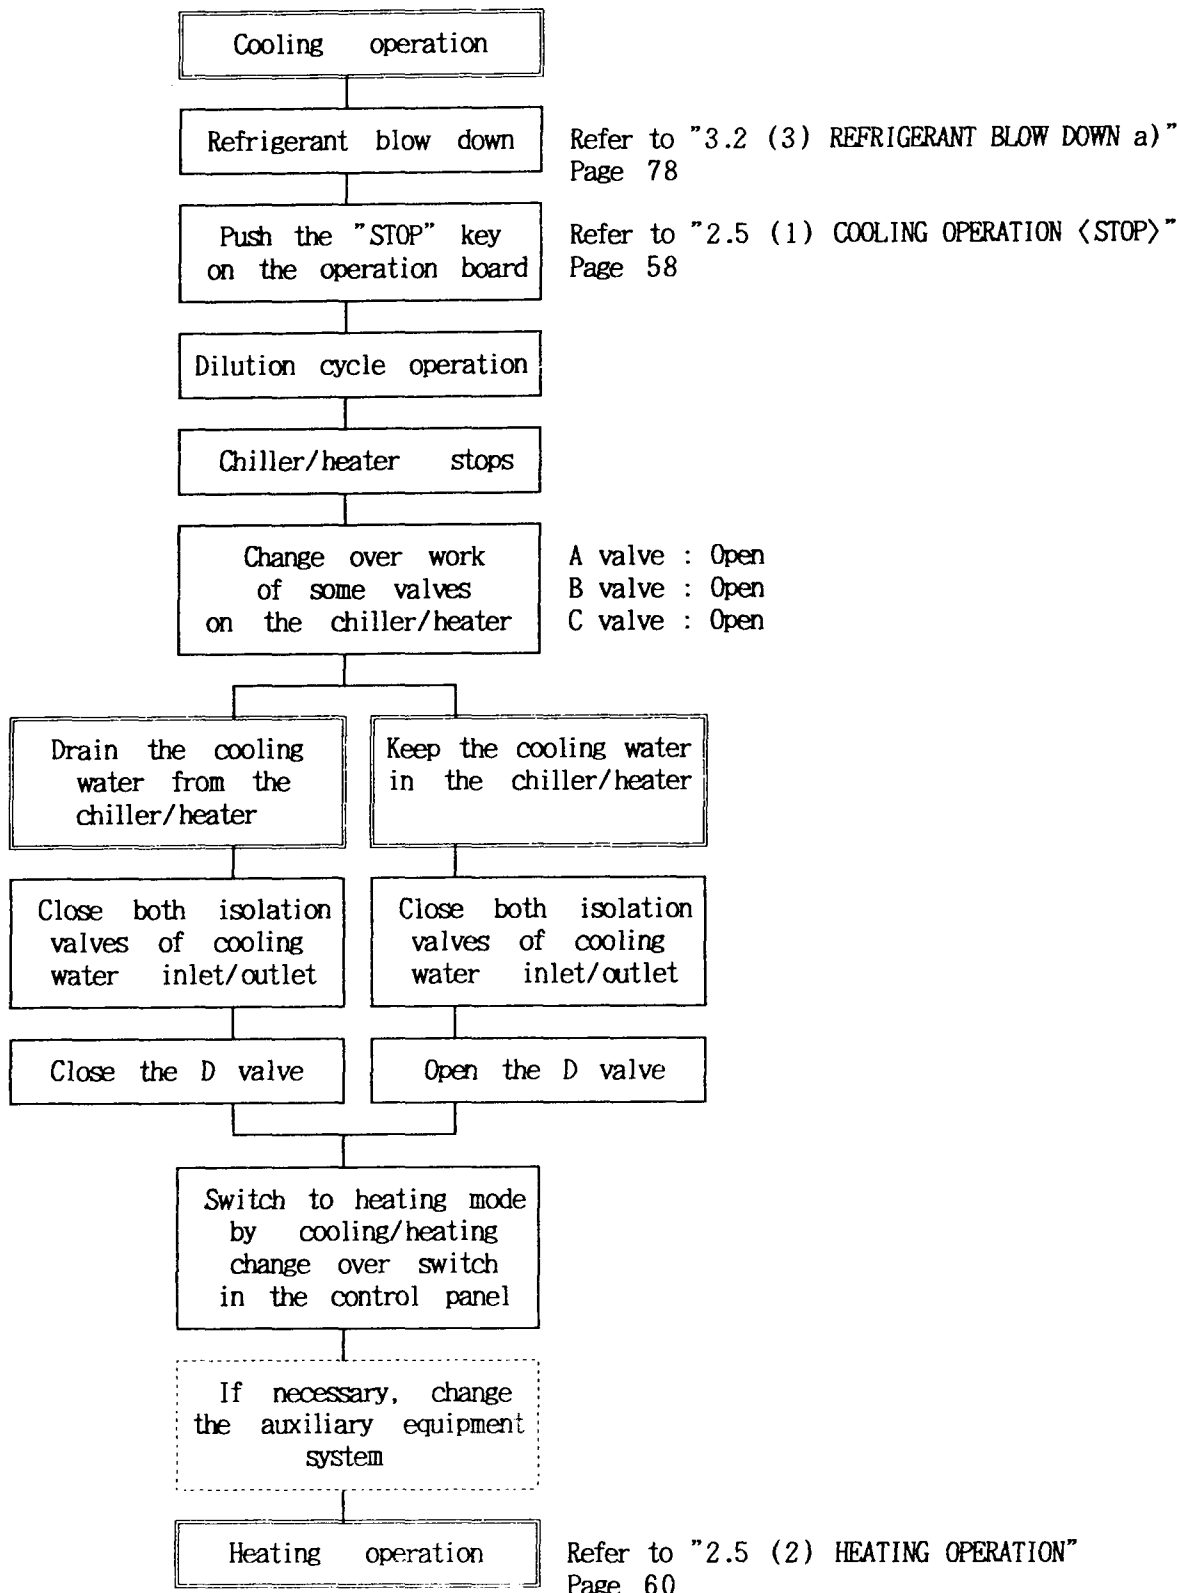 Cooling operation
Refrigerant blow down
Refer to "3.2 (3) REFRIGERANT BLOW DOWN a)"
Page 78
Push the "STOP" key
on the operation board
Refer to "2.5 (1) COOLING OPERATION 〈STOP〉"
Page 58
Dilution cycle operation
Chiller/heater stops
Change over work
of some valves
on the chiller/heater
A valve : Open
B valve : Open
C valve : Open
Drain the cooling
water from the
chiller/heater
Keep the cooling water
in the chiller/heater
Close both isolation
valves of cooling
water inlet/outlet
Close both isolation
valves of cooling
water inlet/outlet
Close the D valve
Open the D valve
Switch to heating mode
by cooling/heating
change over switch
in the control panel
If necessary, change
the auxiliary equipment
system
Heating operation
Refer to "2.5 (2) HEATING OPERATION"
Page 60